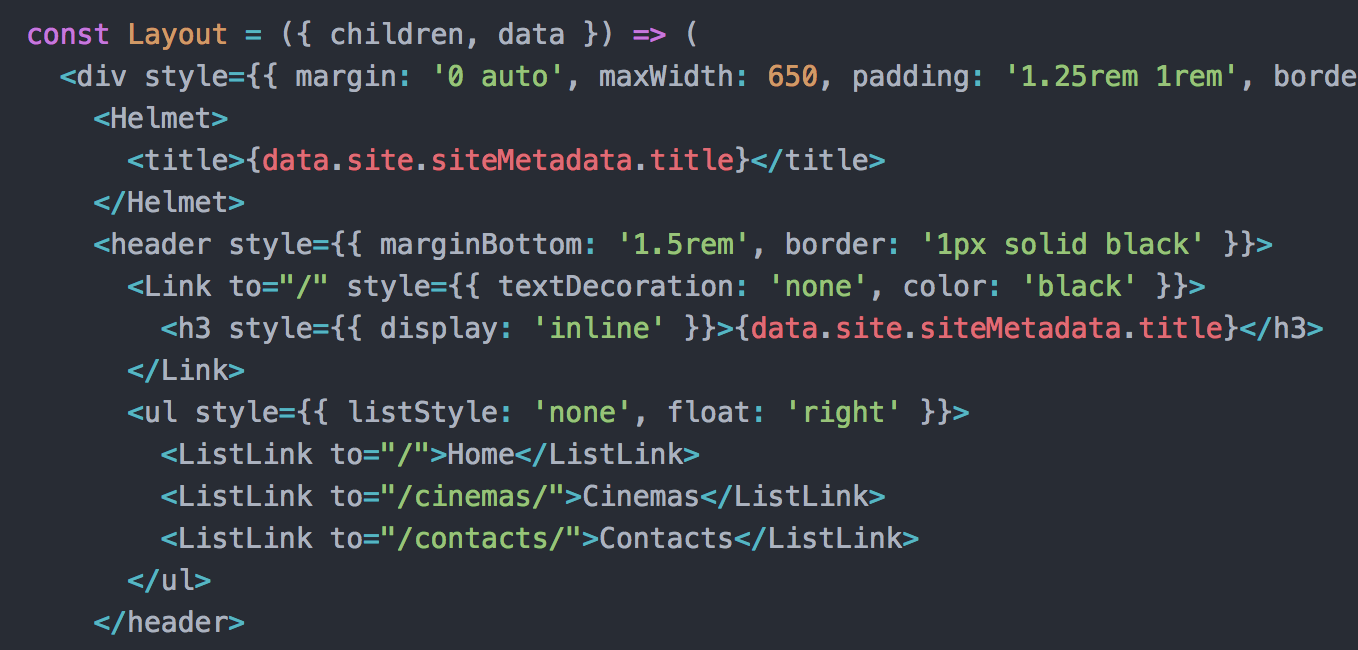 const Layout = ({ children, data }) => (
<div style={{ margin: '0 auto', maxWidth: 650, padding: '1.25rem 1rem', borde
<Helmet>
<title>{data.site.siteMetadata.title}</title>
</Helmet>
<header style={{ marginBottom: '1.5rem', border: '1px solid black' }}>
<Link to="/" style={{ textDecoration: 'none', color: 'black' }}>
<h3 style={{ display: 'inline' }}>{data.site.siteMetadata.title}</h3>
</Link>
<ul style={{ listStyle: 'none', float: 'right' }}>
<ListLink to="/">Home</ListLink>
<ListLink to="/cinemas/">Cinemas</ListLink>
<ListLink to="/contacts/">Contacts</ListLink>
</ul>
</header>